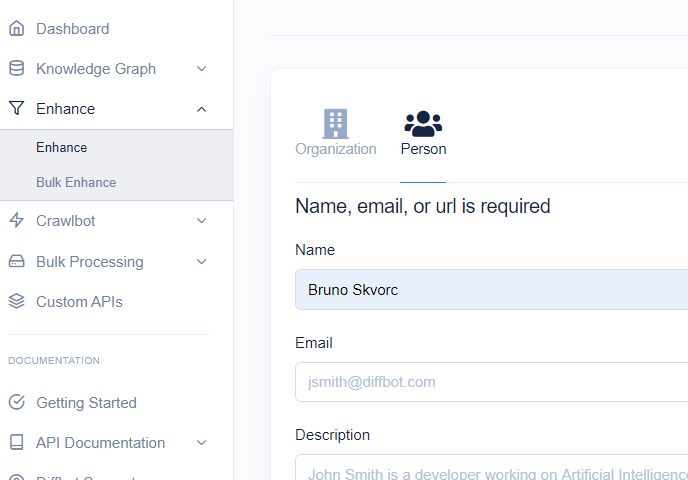 Dashboard
Knowledge Graph
Enhance
Enhance
Bulk Enhance
Crawlbot
Bulk Processing
Custom APIs
DOCUMENTATION
Getting Started
API Documentation
Diffbot Support
Organization
Person
Name, email, or url is required
Name
Bruno Skvorc
Email
jsmith@diffbot.com
Description
John Smith is a developer working on Artificial Intelligence